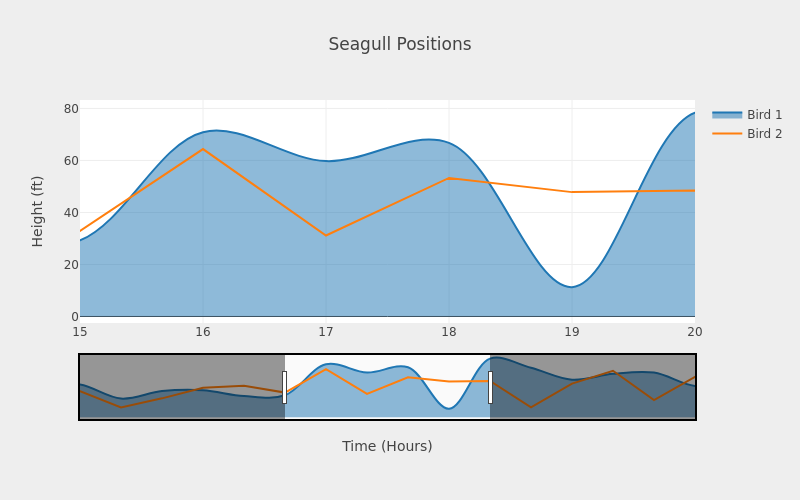 Seagull Positions
Height (ft)
80
60
40
20
0
15 16 17 18 19 20
Bird 1
Bird 2
Time (Hours)